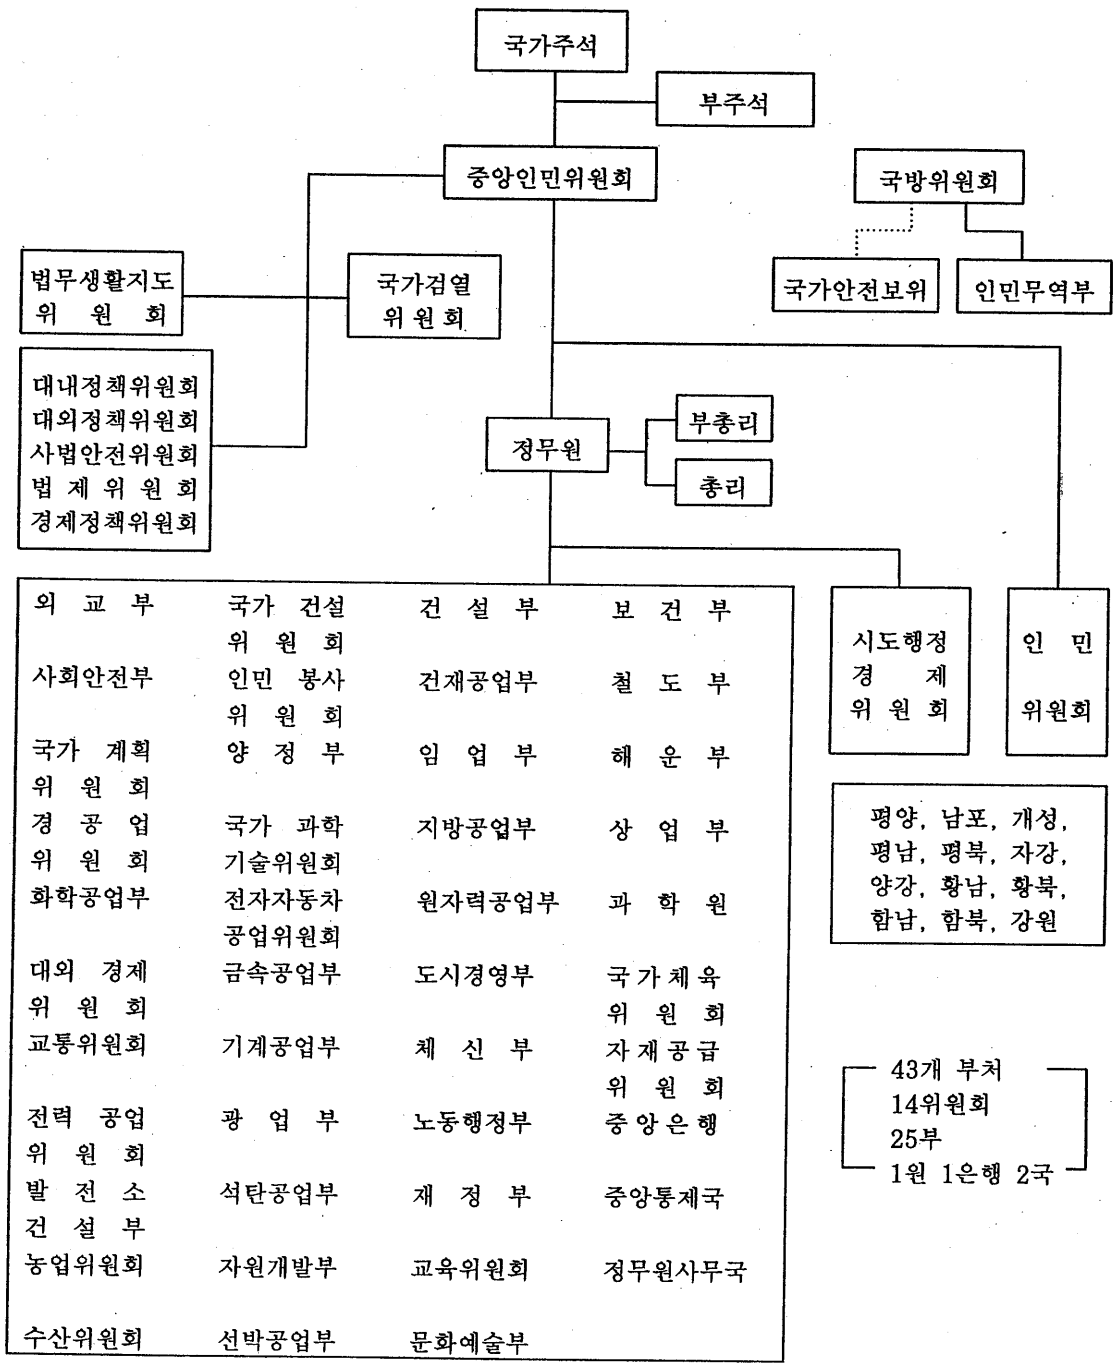 국가주석
부주석
중앙인민위원회
국방위원회
법무생활지도
위 원 회
국가검열
위 원 회
국가안전보위
인민무역부
대내정책위원회
대외정책위원회
사법안전위원회
법 제 위 원 회
경제정책위원회
정무원
부총리
총리
외 교 부 국가 건설 건 설 부 보 건 부
위 원 회
사회안전부 인민 봉사 건재공업부 철 도 부
위 원 회
국가 계획 양 정 부 임 업 부 해 운 부
위 원 회
경 공 업 국가 과학 지방공업부 상 업 부
위 원 회 기술위원회
화학공업부 전자자동차 원자력공업부 과 학 원
공업위원회
대외 경제 금속공업부 도시경영부 국가체육
위 원 회 위 원 회
교통위원회 기계공업부 체 신 부 자재공급
위 원 회
전력 공업 광 업 부 노동행정부 중앙은행
위 원 회
발 전 소 석탄공업부 재 정 부 중앙통제국
건 설 부
농업위원회 자원개발부 교육위원회 정무원사무국
수산위원회 선박공업부 문화예술부
시도행정
경 제
위 원 회
인 민
위원회
평양, 남포, 개성,
평남, 평북, 자강,
양강, 황남, 황북,
함남, 함북, 강원
43개 부처
14위원회
25부
1원 1은행 2국